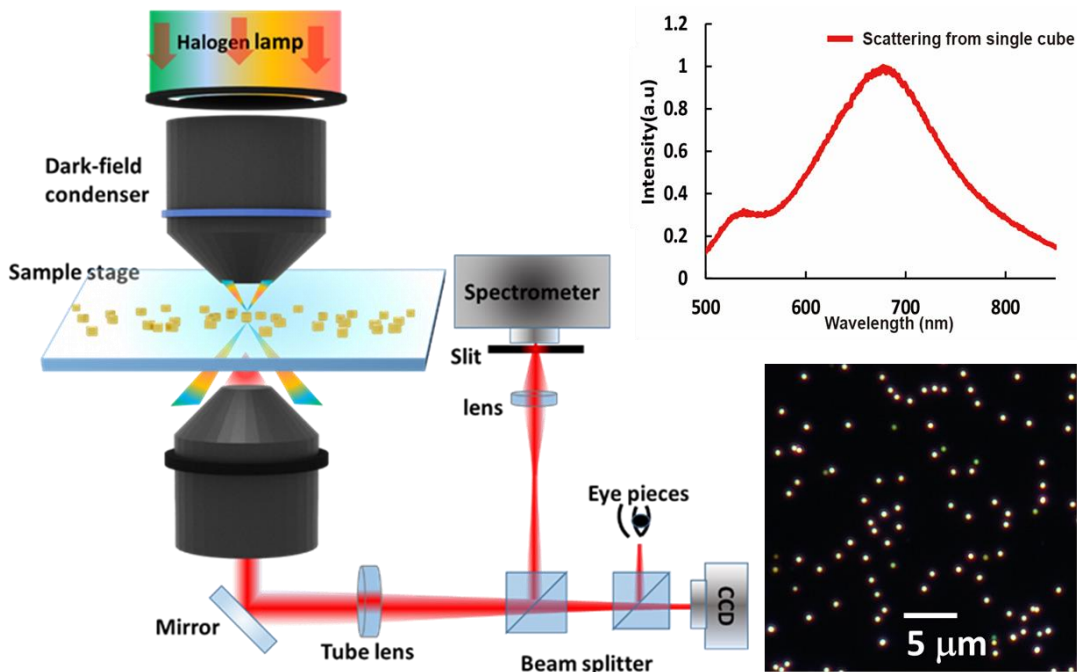 Halogen lamp
Dark-field
condenser
Sample stage
Spectrometer
Slit
lens
Eye pieces
CCD
Mirror
Tube lens
Beam splitter
Scattering from single cube
Intensity(a.u)
1.2
1
0.8
0.6
0.4
0.2
0
500
600
700
800
Wavelength (nm)
5 μm